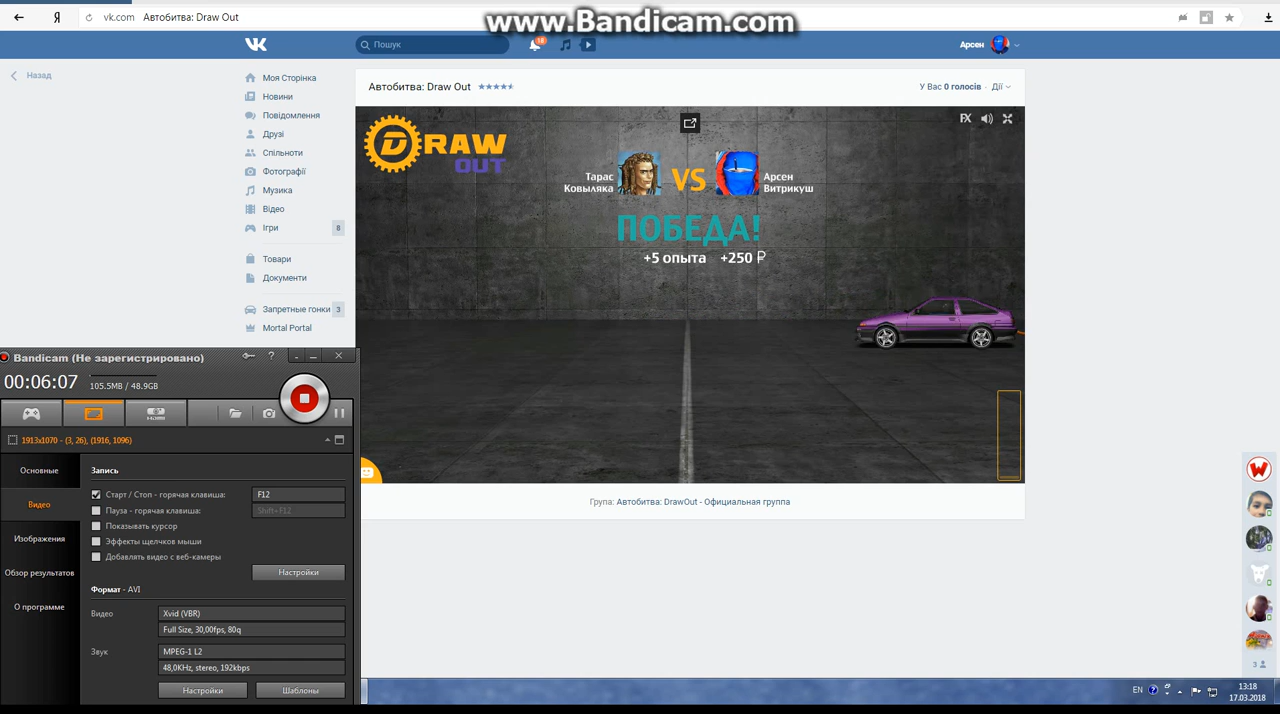 www.Bandicam.com
vk.com Автобитва: Draw Out
Пошук
18
Арсен
Назад
Моя Сторінка
Новини
Повідомлення
Друзі
Спільноти
Фотографії
Музика
Відео
Ігри 8
Товари
Документи
Запретные гонки 3
Mortal Portal
Автобитва: Draw Out
У Вас 0 голосів · Дії
DRAW
OUT
FX
Тарас
Ковыляка
VS
Арсен
Витрикуш
ПОБЕДА!
+5 опыта +250 ₽
Група: Автобитва: DrawOut - Официальная группа
Bandicam (Не зарегистрировано)
00:06:07
105.5MB / 48.9GB
HDMI
1913x1070 - (3, 26), (1916, 1096)
Основные
Видео
Изображения
Обзор результатов
О программе
Запись
Старт / Стоп - горячая клавиша: F12
Пауза - горячая клавиша: Shift+F12
Показывать курсор
Эффекты щелчков мыши
Добавлять видео с веб-камеры
Настройки
Формат - AVI
Видео Xvid (VBR)
Full Size, 30,00fps, 80q
Звук MPEG-1 L2
48,0KHz, stereo, 192kbps
Настройки Шаблоны
W
3
EN
13:18
17.03.2018